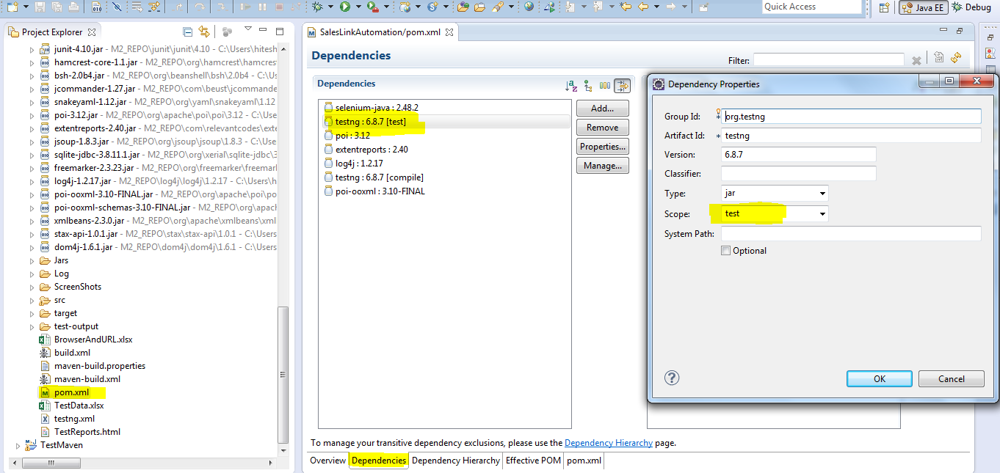 Quick Access
Java EE
Debug
Project Explorer
junit-4.10.jar - M2_REPO\junit\junit\4.10 - C:\Users\hitesh
hamcrest-core-1.1.jar - M2_REPO\org\hamcrest\hamcrest
bsh-2.0b4.jar - M2_REPO\org\beanshell\bsh\2.0b4 - C:\Us
jcommander-1.27.jar - M2_REPO\com\beust\jcommande
snakeyaml-1.12.jar - M2_REPO\org\yaml\snakeyaml\1.12
poi-3.12.jar - M2_REPO\org\apache\poi\poi\3.12 - C:\Users
extentreports-2.40.jar - M2_REPO\com\relevantcodes\exte
jsoup-1.8.3.jar - M2_REPO\org\jsoup\jsoup\1.8.3 - C:\Users
sqlite-jdbc-3.8.11.1.jar - M2_REPO\org\xerial\sqlite-jdbc\3
freemarker-2.3.23.jar - M2_REPO\org\freemarker\freemar
log4j-1.2.17.jar - M2_REPO\log4j\log4j\1.2.17 - C:\Users\h
poi-ooxml-3.10-FINAL.jar - M2_REPO\org\apache\poi\po
poi-ooxml-schemas-3.10-FINAL.jar - M2_REPO\org\apac
xmlbeans-2.3.0.jar - M2_REPO\org\apache\xmlbeans\xml
stax-api-1.0.1.jar - M2_REPO\stax\stax-api\1.0.1 - C:\Users
dom4j-1.6.1.jar - M2_REPO\dom4j\dom4j\1.6.1 - C:\Users
Jars
Log
ScreenShots
src
target
test-output
BrowserAndURL.xlsx
build.xml
maven-build.properties
maven-build.xml
pom.xml
TestData.xlsx
testng.xml
TestReports.html
TestMaven
SalesLinkAutomation/pom.xml
Dependencies
Filter:
Dependencies
selenium-java : 2.48.2
testng : 6.8.7 [test]
poi : 3.12
extentreports : 2.40
log4j : 1.2.17
testng : 6.8.7 [compile]
poi-ooxml : 3.10-FINAL
Add...
Remove
Properties...
Manage...
To manage your transitive dependency exclusions, please use the Dependency Hierarchy page.
Overview
Dependencies
Dependency Hierarchy
Effective POM
pom.xml
Dependency Properties
Group Id: * org.testng
Artifact Id: * testng
Version: 6.8.7
Classifier:
Type: jar
Scope: test
System Path:
Optional
OK
Cancel